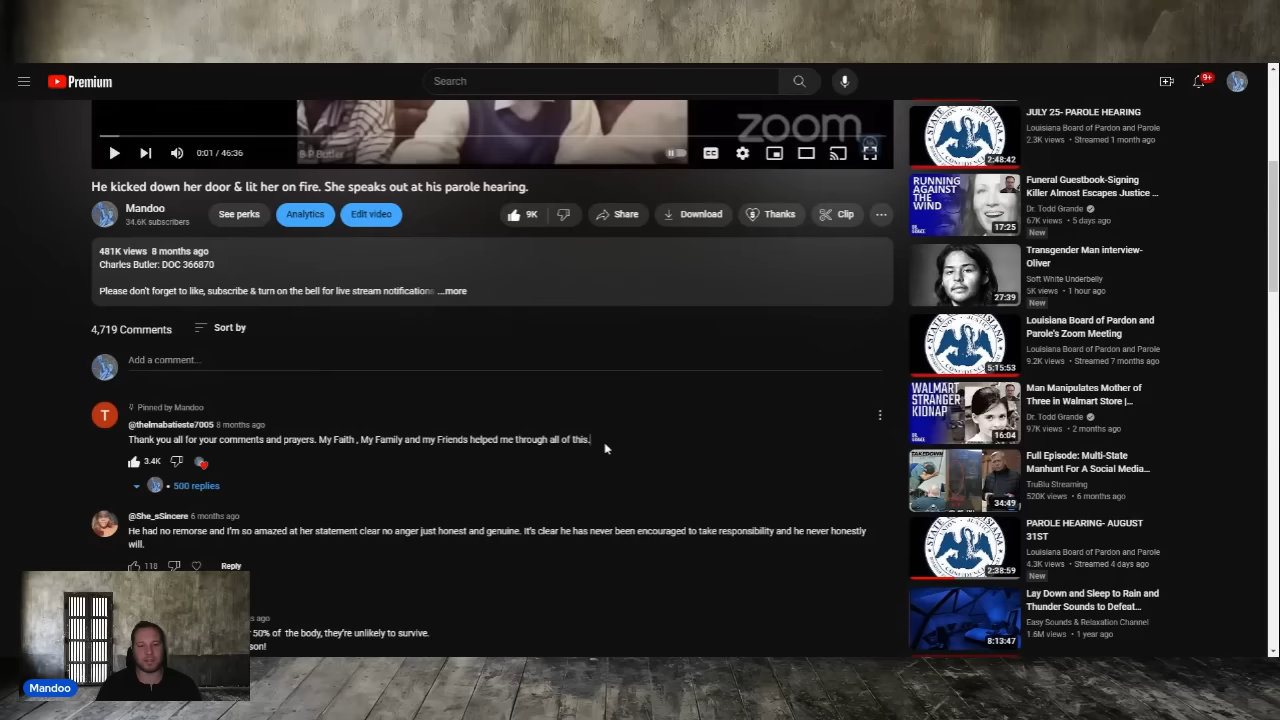 Premium
Search
9+
zoom
B P Butler
0:01 / 46:36
CC
He kicked down her door & lit her on fire. She speaks out at his parole hearing.
Mandoo
34.6K subscribers
See perks
Analytics
Edit video
9K
Share
Download
Thanks
Clip
481K views 8 months ago
Charles Butler: DOC 366870
Please don't forget to like, subscribe & turn on the bell for live stream notifications ...more
4,719 Comments
Sort by
Add a comment...
T
Pinned by Mandoo
@thelmabatieste7005 8 months ago
Thank you all for your comments and prayers. My Faith , My Family and my Friends helped me through all of this.
3.4K
500 replies
@She_sSincere 6 months ago
He had no remorse and I'm so amazed at her statement clear no anger just honest and genuine. It's clear he has never been encouraged to take responsibility and he never honestly
will.
118
Reply
s ago
50% of the body, they're unlikely to survive.
son!
Mandoo
JULY 25- PAROLE HEARING
Louisiana Board of Pardon and Parole
2.3K views • Streamed 1 month ago
2:48:42
RUNNING
AGAINST
THE
WIND
17:25
Funeral Guestbook-Signing
Killer Almost Escapes Justice ...
Dr. Todd Grande
67K views • 5 days ago
New
27:39
Transgender Man interview-
Oliver
Soft White Underbelly
5K views • 1 hour ago
New
5:15:53
Louisiana Board of Pardon and
Parole's Zoom Meeting
Louisiana Board of Pardon and Parole
9.2K views • Streamed 7 months ago
WALMART
STRANGER
KIDNAP
16:04
Man Manipulates Mother of
Three in Walmart Store |...
Dr. Todd Grande
97K views • 2 months ago
TAKEDOWN
34:49
Full Episode: Multi-State
Manhunt For A Social Media...
TruBlu Streaming
520K views • 6 months ago
2:38:59
PAROLE HEARING- AUGUST
31ST
Louisiana Board of Pardon and Parole
4.3K views • Streamed 4 days ago
New
8:13:47
Lay Down and Sleep to Rain and
Thunder Sounds to Defeat...
Easy Sounds & Relaxation Channel
1.6M views • 1 year ago